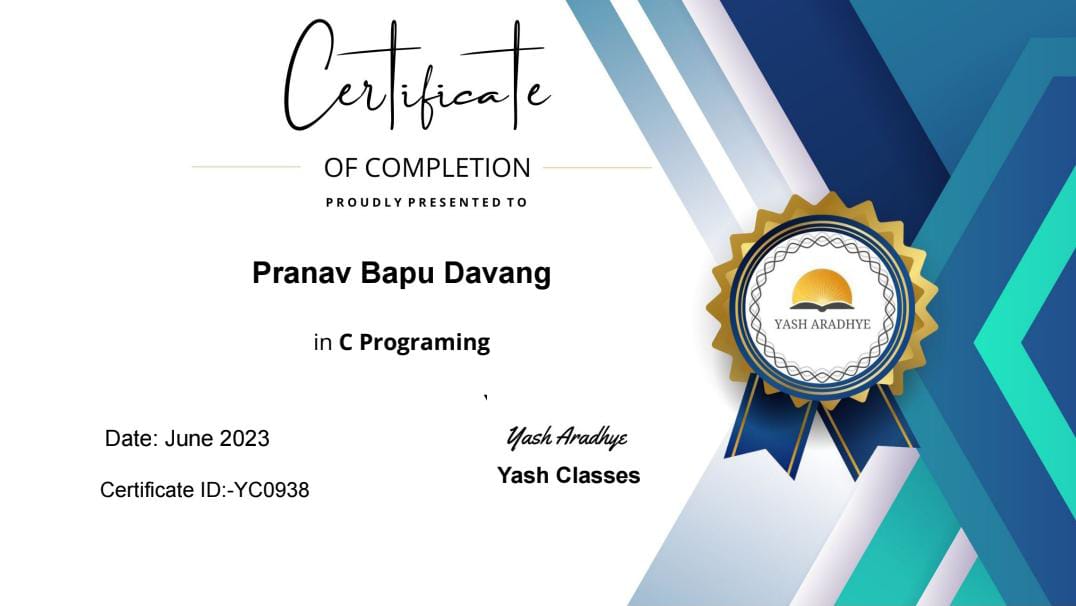 Certificate
OF COMPLETION
PROUDLY PRESENTED TO
Pranav Bapu Davang
in C Programing
YASH ARADHYE
Date: June 2023
Yash Aradhye
Yash Classes
Certificate ID:-YC0938